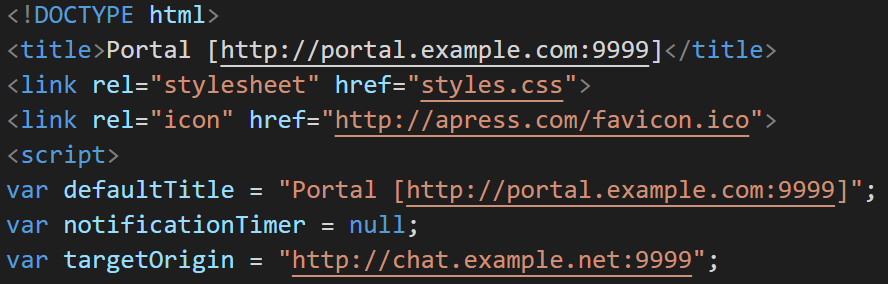 <!DOCTYPE html>
<title>Portal [http://portal.example.com:9999]</title>
<link rel="stylesheet" href="styles.css">
<link rel="icon" href="http://apress.com/favicon.ico">
<script>
var defaultTitle = "Portal [http://portal.example.com:9999]";
var notificationTimer = null;
var targetOrigin = "http://chat.example.net:9999";